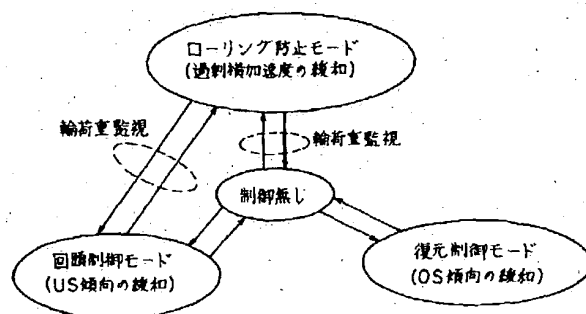 ローリング防止モード
(過剰横加速度の緩和)
輪荷重監視
輪荷重監視
制御無し
回頭制御モード
(US傾向の緩和)
復元制御モード
(OS傾向の緩和)